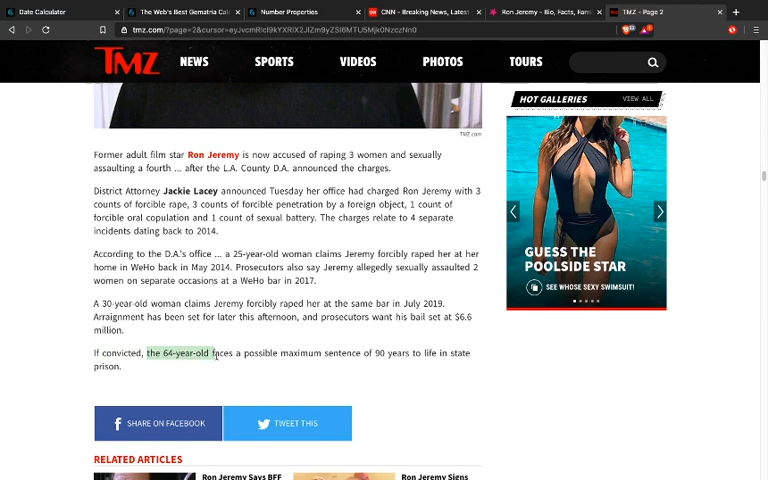 Date Calculator
The Web's Best Gematria Calc
Number Properties
CNN - Breaking News, Latest
Ron Jeremy - Bio, Facts, Fam
TMZ - Page 2
TMZ
NEWS
SPORTS
VIDEOS
PHOTOS
TOURS
TMZ.com
Former adult film star Ron Jeremy is now accused of raping 3 women and sexually
assaulting a fourth ... after the L.A. County D.A. announced the charges.
District Attorney Jackie Lacey announced Tuesday her office had charged Ron Jeremy with 3
counts of forcible rape, 3 counts of forcible penetration by a foreign object, 1 count of
forcible oral copulation and 1 count of sexual battery. The charges relate to 4 separate
incidents dating back to 2014.
According to the D.A.'s office ... a 25-year-old woman claims Jeremy forcibly raped her at her
home in WeHo back in May 2014. Prosecutors also say Jeremy allegedly sexually assaulted 2
women on separate occasions at a WeHo bar in 2017.
A 30-year-old woman claims Jeremy forcibly raped her at the same bar in July 2019.
Arraignment has been set for later this afternoon, and prosecutors want his bail set at $6.6
million.
If convicted, the 64-year-old faces a possible maximum sentence of 90 years to life in state
prison.
SHARE ON FACEBOOK
TWEET THIS
RELATED ARTICLES
Ron Jeremy Says BFF
Ron Jeremy Signs
HOT GALLERIES
VIEW ALL
GUESS THE
POOLSIDE STAR
SEE WHOSE SEXY SWIMSUIT!